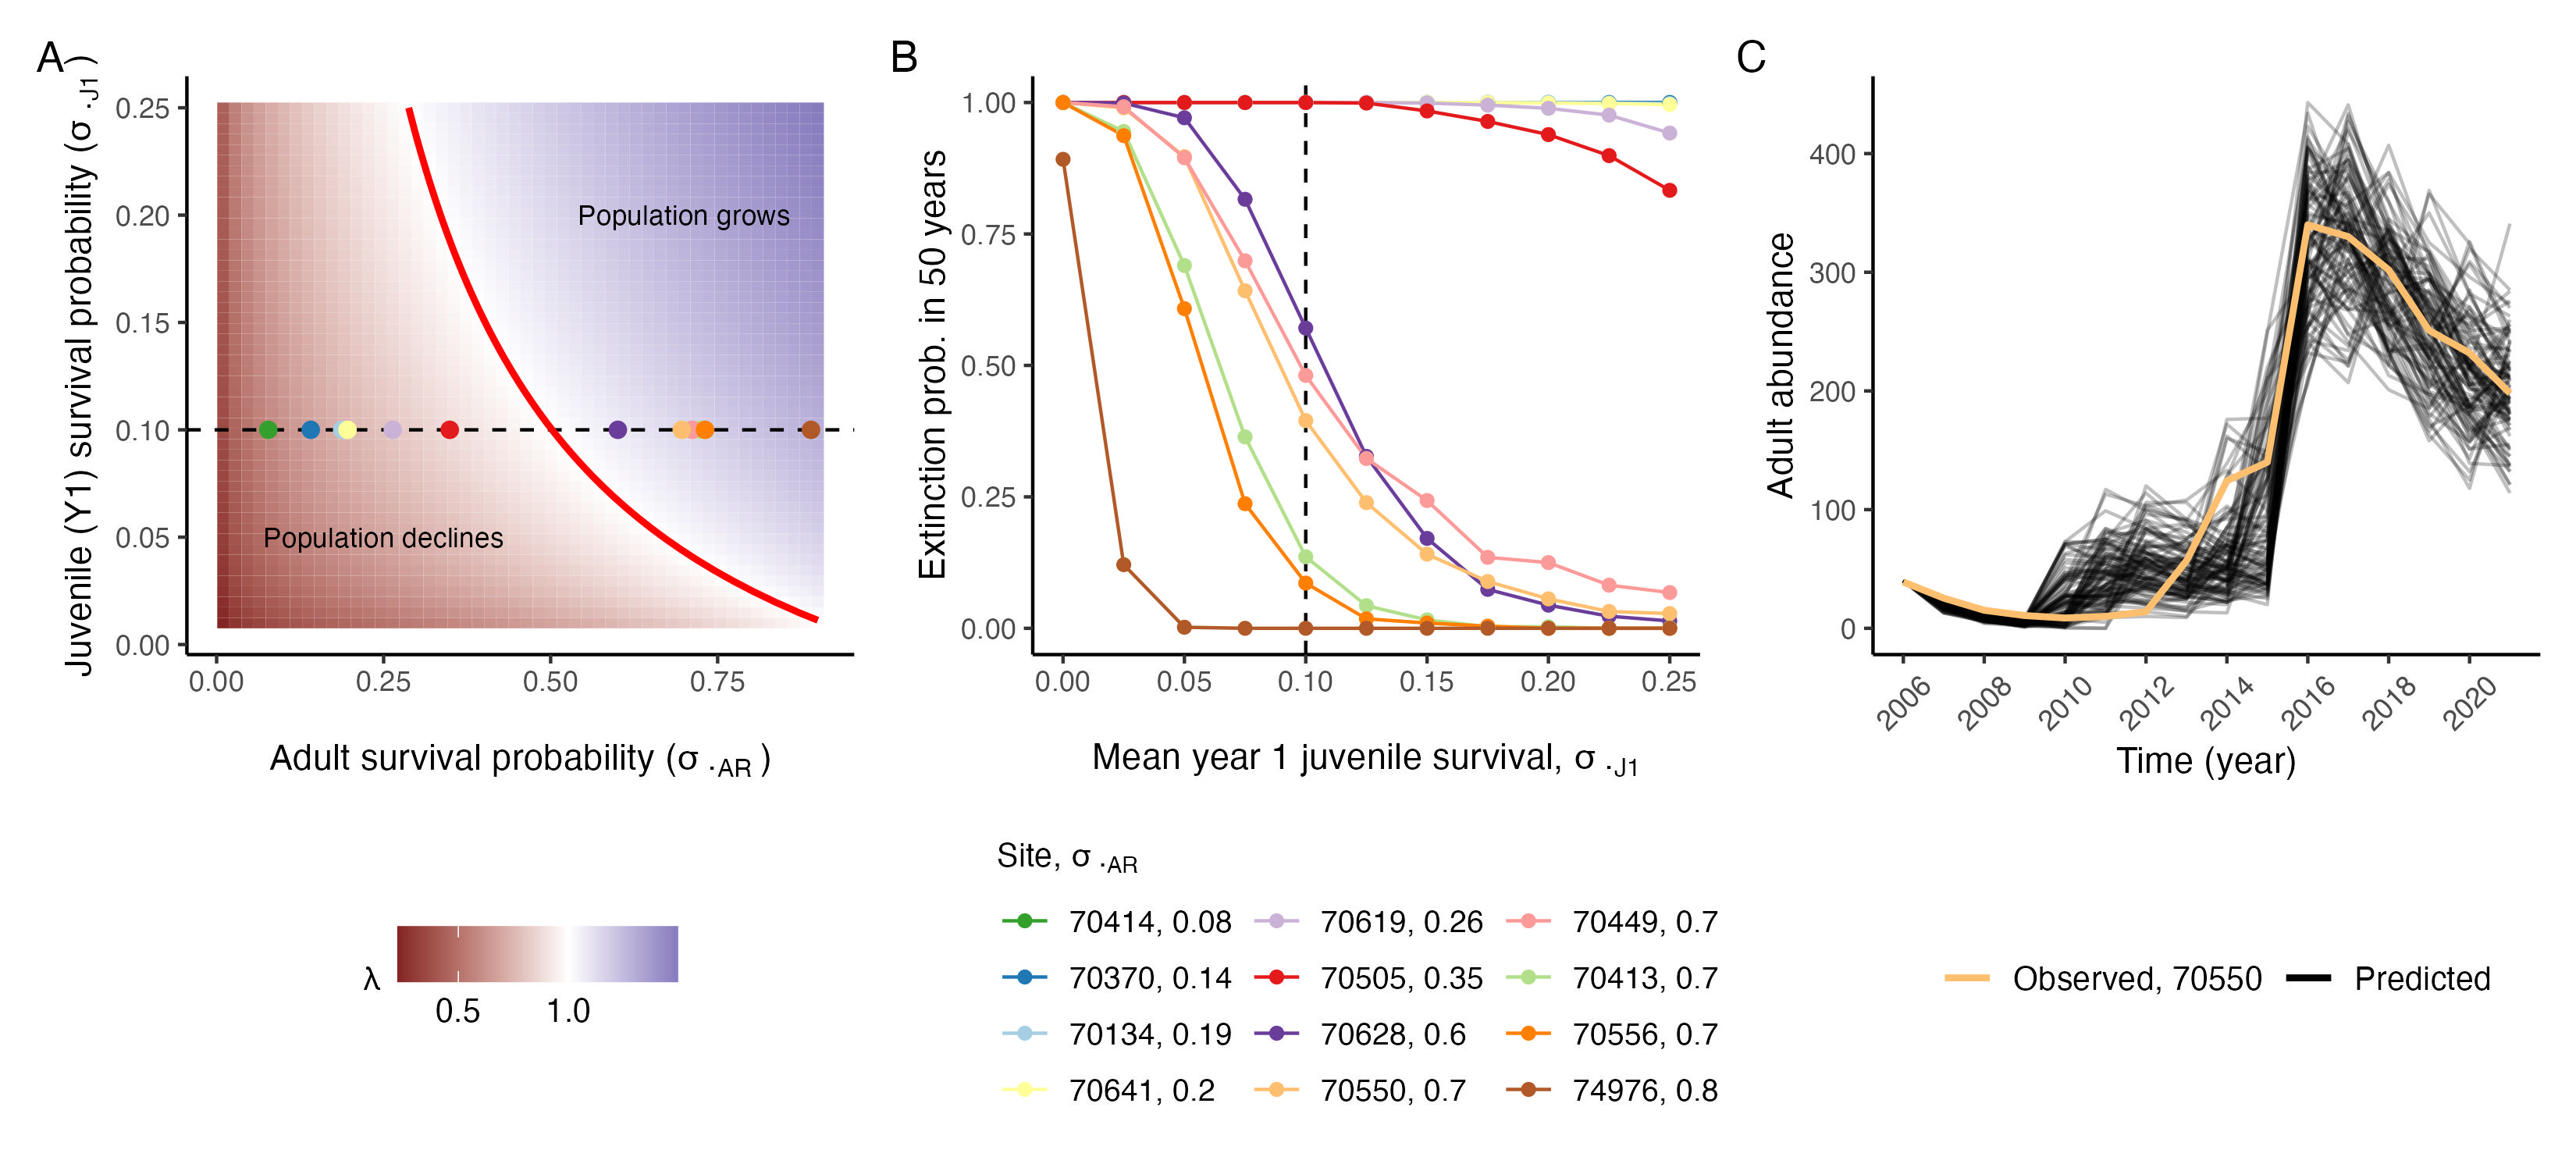 A
Juvenile (Y1) survival probability (σ ·J1 )
0.25
0.20
0.15
0.10
0.05
0.00
Population grows
Population declines
0.00 0.25 0.50 0.75
Adult survival probability (σ ·AR )
λ
0.5 1.0
B
Extinction prob. in 50 years
1.00
0.75
0.50
0.25
0.00
0.00 0.05 0.10 0.15 0.20 0.25
Mean year 1 juvenile survival, σ ·J1
Site, σ ·AR
70414, 0.08 70619, 0.26 70449, 0.7
70370, 0.14 70505, 0.35 70413, 0.7
70134, 0.19 70628, 0.6 70556, 0.7
70641, 0.2 70550, 0.7 74976, 0.8
C
Adult abundance
400
300
200
100
0
2006 2008 2010 2012 2014 2016 2018 2020
Time (year)
Observed, 70550 Predicted